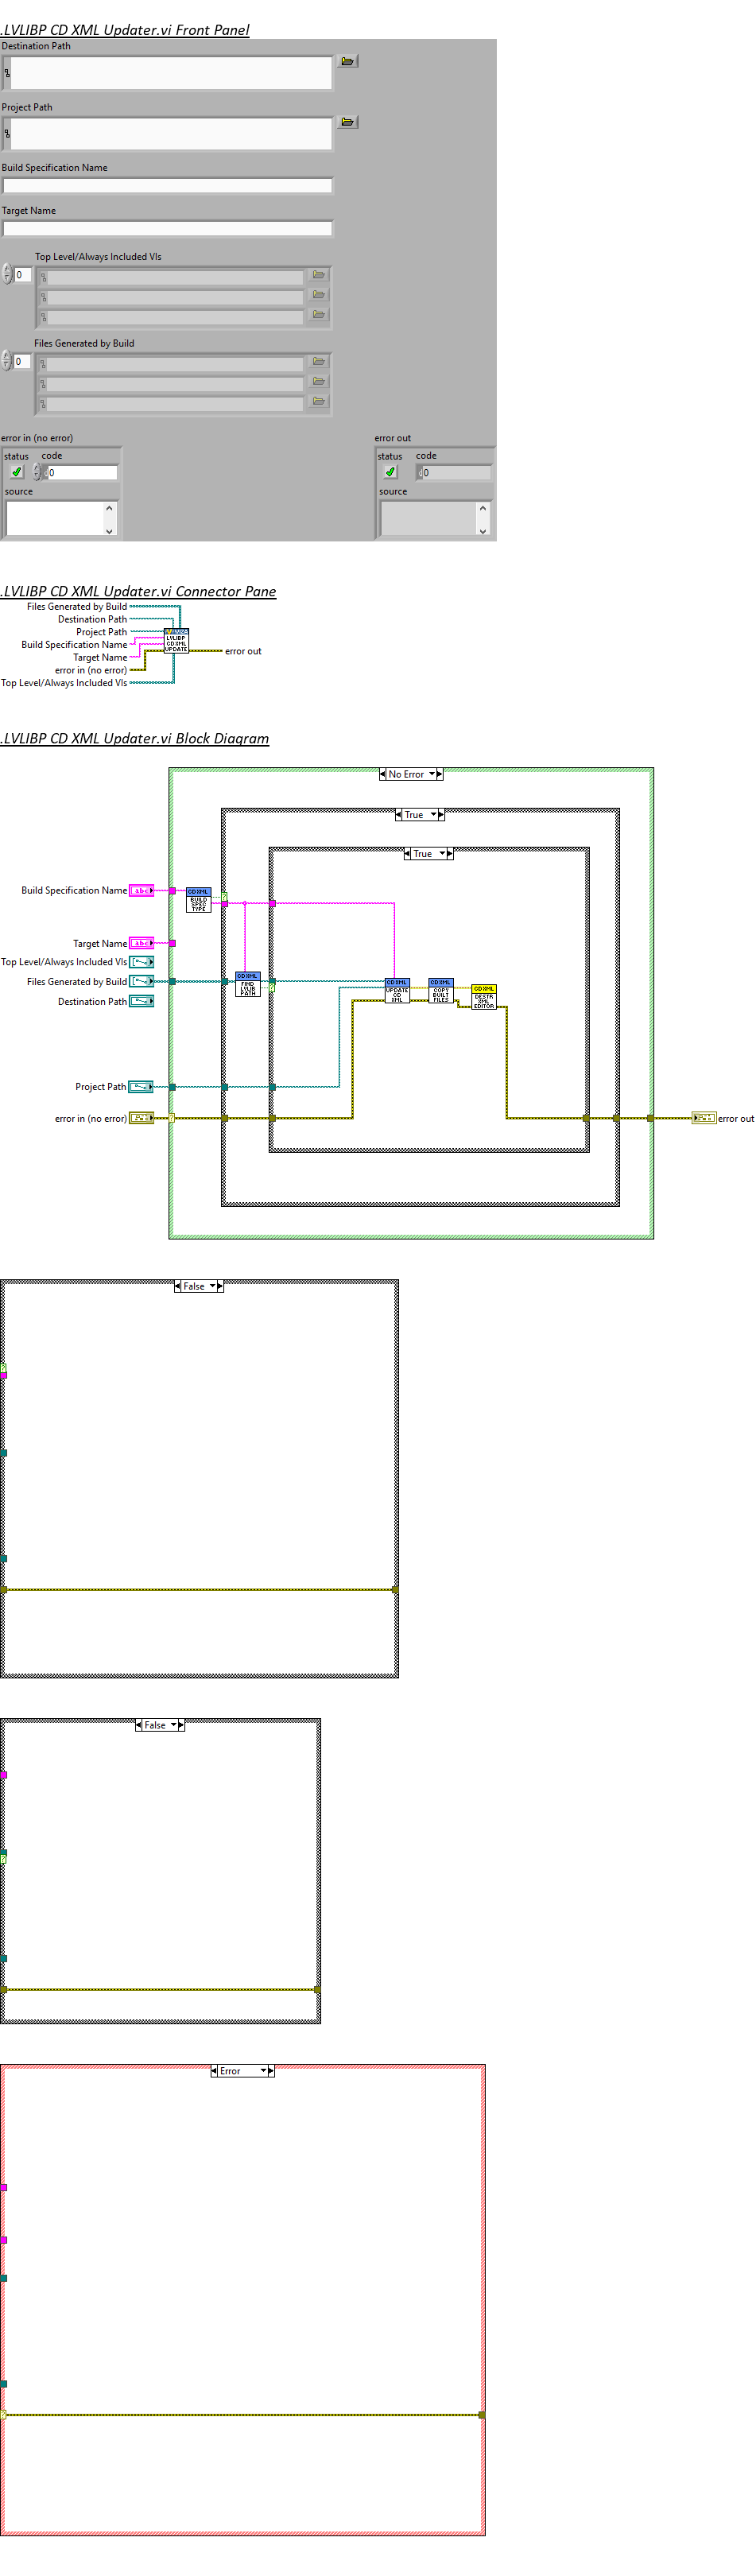 .LVLIBP CD XML Updater.vi Front Panel
Destination Path
Project Path
Build Specification Name
Target Name
Top Level/Always Included VIs
0
Files Generated by Build
0
error in (no error)
status code
0
source
error out
status code
0
source
.LVLIBP CD XML Updater.vi Connector Pane
Files Generated by Build
Destination Path
Project Path
Build Specification Name
Target Name
error in (no error)
Top Level/Always Included VIs
LVLIBP
CD XML
UPDATE
error out
.LVLIBP CD XML Updater.vi Block Diagram
No Error
True
True
Build Specification Name
abc
CD XML
BUILD
SPEC
TYPE
Target Name
abc
Top Level/Always Included VIs
Files Generated by Build
CD XML
FIND
LVLIB
PATH
CD XML
UPDATE
CD
XML
CD XML
COPY
BUILT
FILES
CD XML
DESTR
XML
EDITOR
Destination Path
Project Path
error in (no error)
error out
False
False
Error